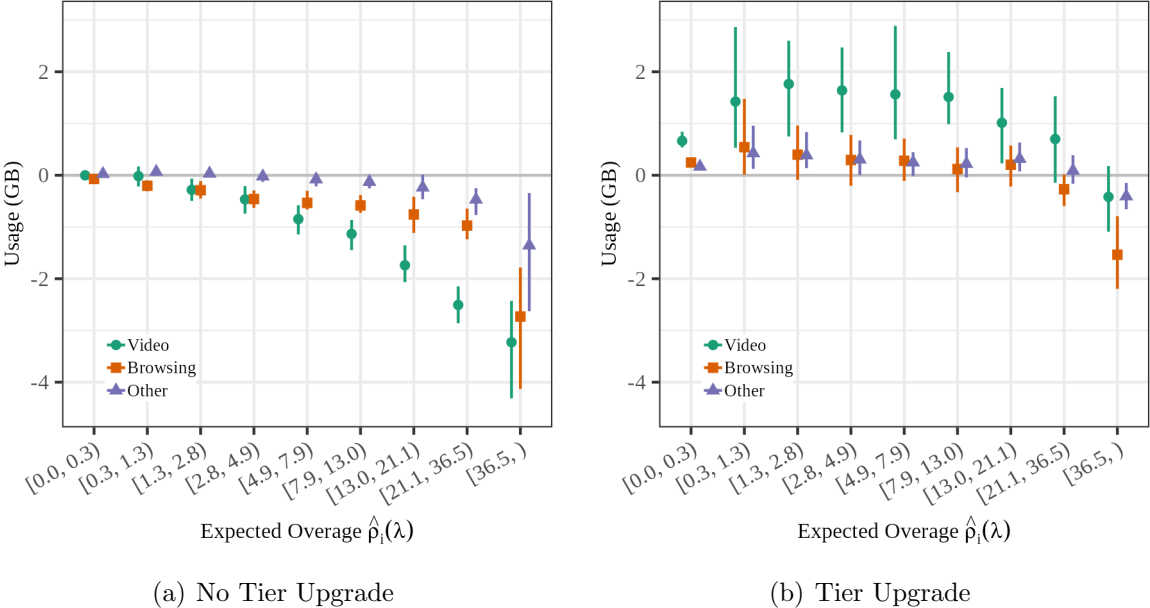 Usage (GB)
2
0
-2
-4
Video
Browsing
Other
[0.0, 0.3)
[0.3, 1.3)
[1.3, 2.8)
[2.8, 4.9)
[4.9, 7.9)
[7.9, 13.0)
[13.0, 21.1)
[21.1, 36.5)
[36.5, )
Expected Overage ρ̂ᵢ(λ)
(a) No Tier Upgrade
Usage (GB)
2
0
-2
-4
Video
Browsing
Other
[0.0, 0.3)
[0.3, 1.3)
[1.3, 2.8)
[2.8, 4.9)
[4.9, 7.9)
[7.9, 13.0)
[13.0, 21.1)
[21.1, 36.5)
[36.5, )
Expected Overage ρ̂ᵢ(λ)
(b) Tier Upgrade